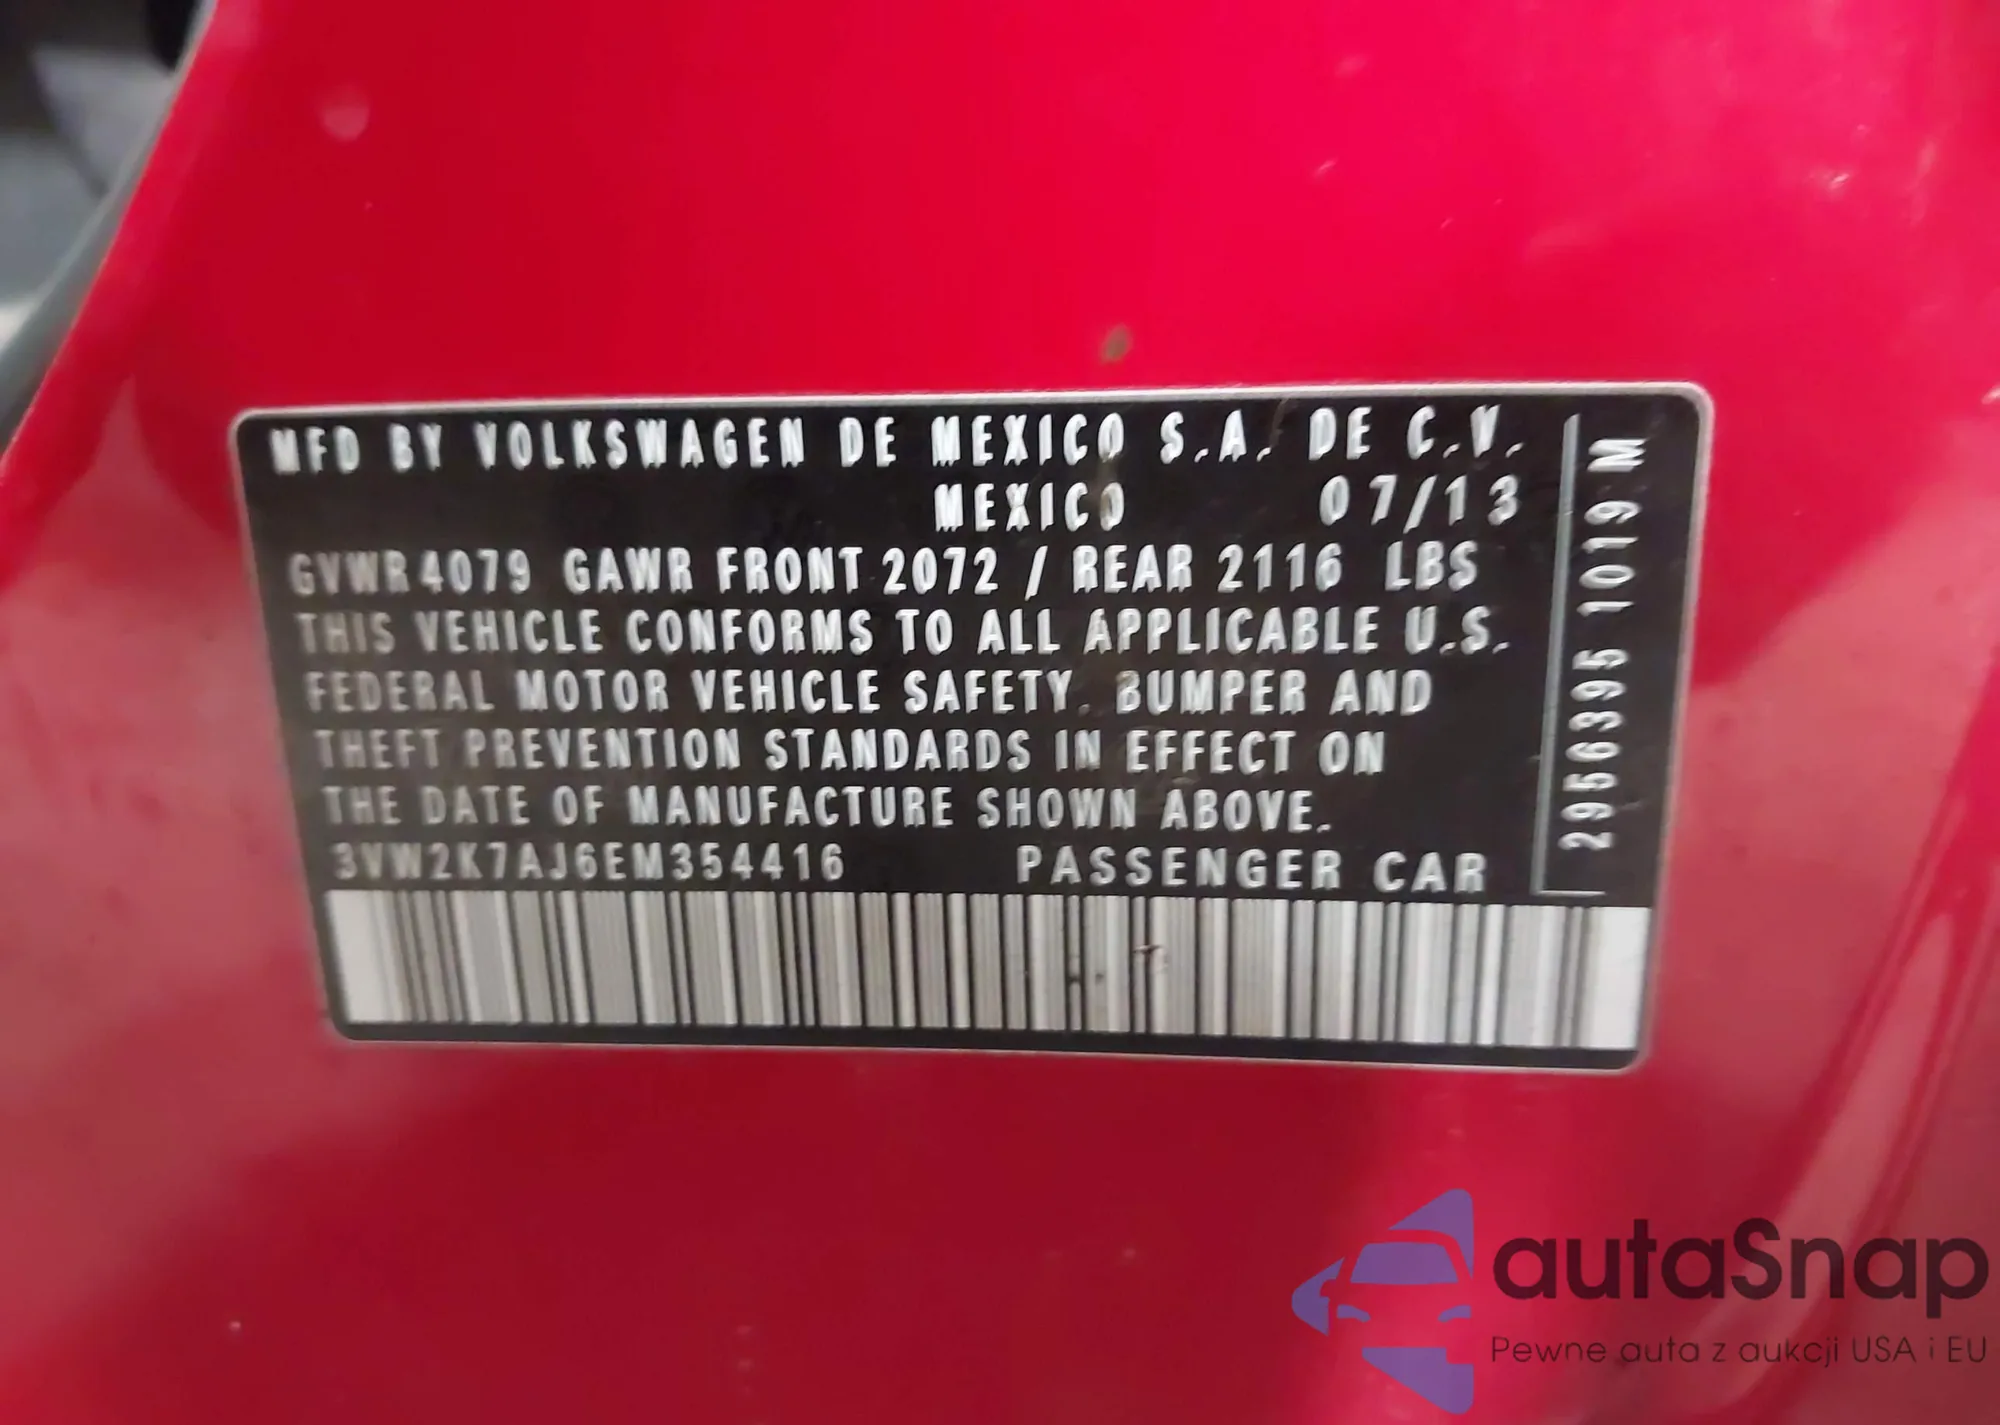 MFD BY VOLKSWAGEN DE MEXICO S.A. DE C.V.
MEXICO 07/13
GVWR 4079 GAWR FRONT 2072 / REAR 2116 LBS
THIS VEHICLE CONFORMS TO ALL APPLICABLE U.S.
FEDERAL MOTOR VEHICLE SAFETY. BUMPER AND
THEFT PREVENTION STANDARDS IN EFFECT ON
THE DATE OF MANUFACTURE SHOWN ABOVE.
3VW2K7AJ6EM354416 PASSENGER CAR
2956395 1019 M
autaSnap
Pewne auta z aukcji USA i EU